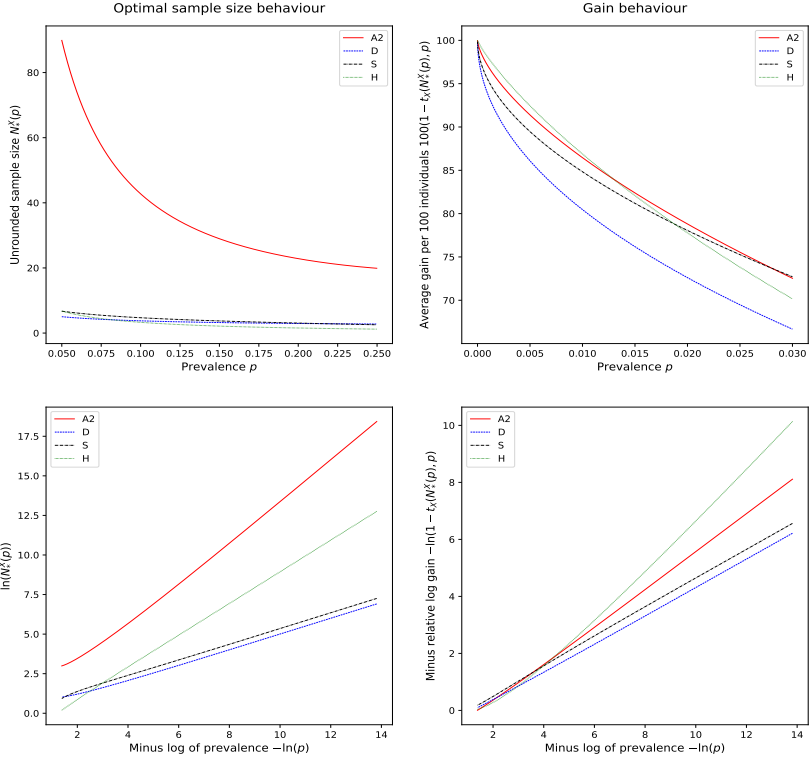 Optimal sample size behaviour
Unrounded sample size $N_*^X(p)$
80
60
40
20
0
A2
D
S
H
0.050 0.075 0.100 0.125 0.150 0.175 0.200 0.225 0.250
Prevalence p
Gain behaviour
Average gain per 100 individuals $100(1 - t_X(N_*^X(p), p)$
100
95
90
85
80
75
70
A2
D
S
H
0.000 0.005 0.010 0.015 0.020 0.025 0.030
Prevalence p
ln($N_*^X(p)$)
17.5
15.0
12.5
10.0
7.5
5.0
2.5
0.0
A2
D
S
H
2 4 6 8 10 12 14
Minus log of prevalence −ln(p)
Minus relative log gain $-\ln(1 - t_X(N_*^X(p), p)$
10
8
6
4
2
0
A2
D
S
H
2 4 6 8 10 12 14
Minus log of prevalence −ln(p)